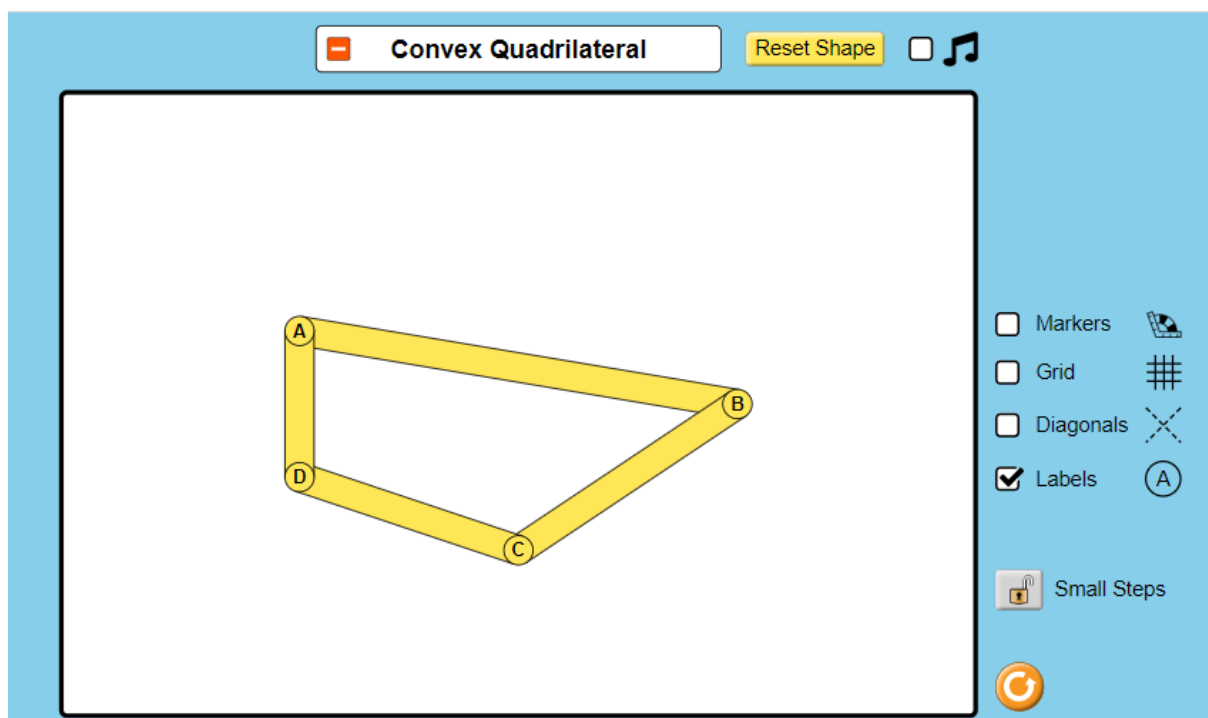 Convex Quadrilateral
Reset Shape
A
B
D
C
Markers
Grid
Diagonals
Labels
A
Small Steps